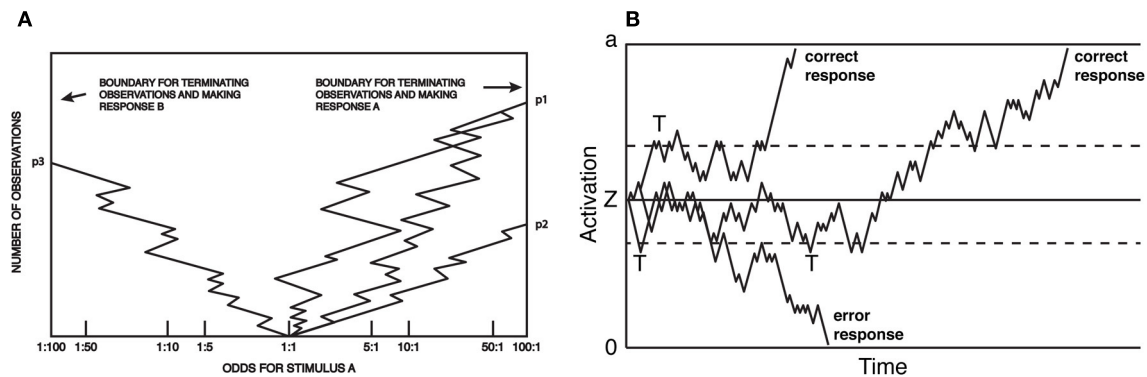 A
BOUNDARY FOR TERMINATING
OBSERVATIONS AND MAKING
RESPONSE B
BOUNDARY FOR TERMINATING
OBSERVATIONS AND MAKING
RESPONSE A
p1
p3
p2
NUMBER OF OBSERVATIONS
1:100 1:50 1:10 1:5 1:1 5:1 10:1 50:1 100:1
ODDS FOR STIMULUS A
B
a
correct
response
correct
response
T
Activation
Z
T
T
error
response
0
Time